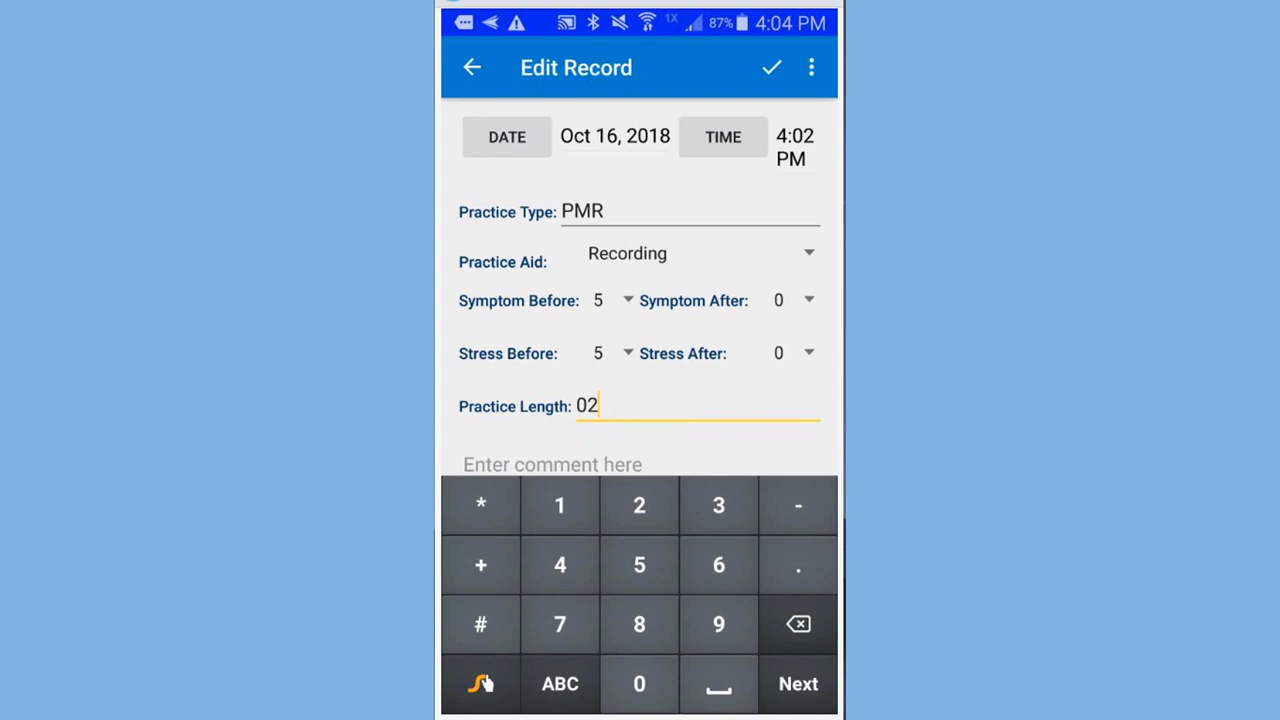 1X 87% 4:04 PM
Edit Record
DATE Oct 16, 2018 TIME 4:02 PM
Practice Type: PMR
Practice Aid: Recording
Symptom Before: 5 Symptom After: 0
Stress Before: 5 Stress After: 0
Practice Length: 02
Enter comment here
* 1 2 3 -
+ 4 5 6 .
# 7 8 9
ABC 0 Next